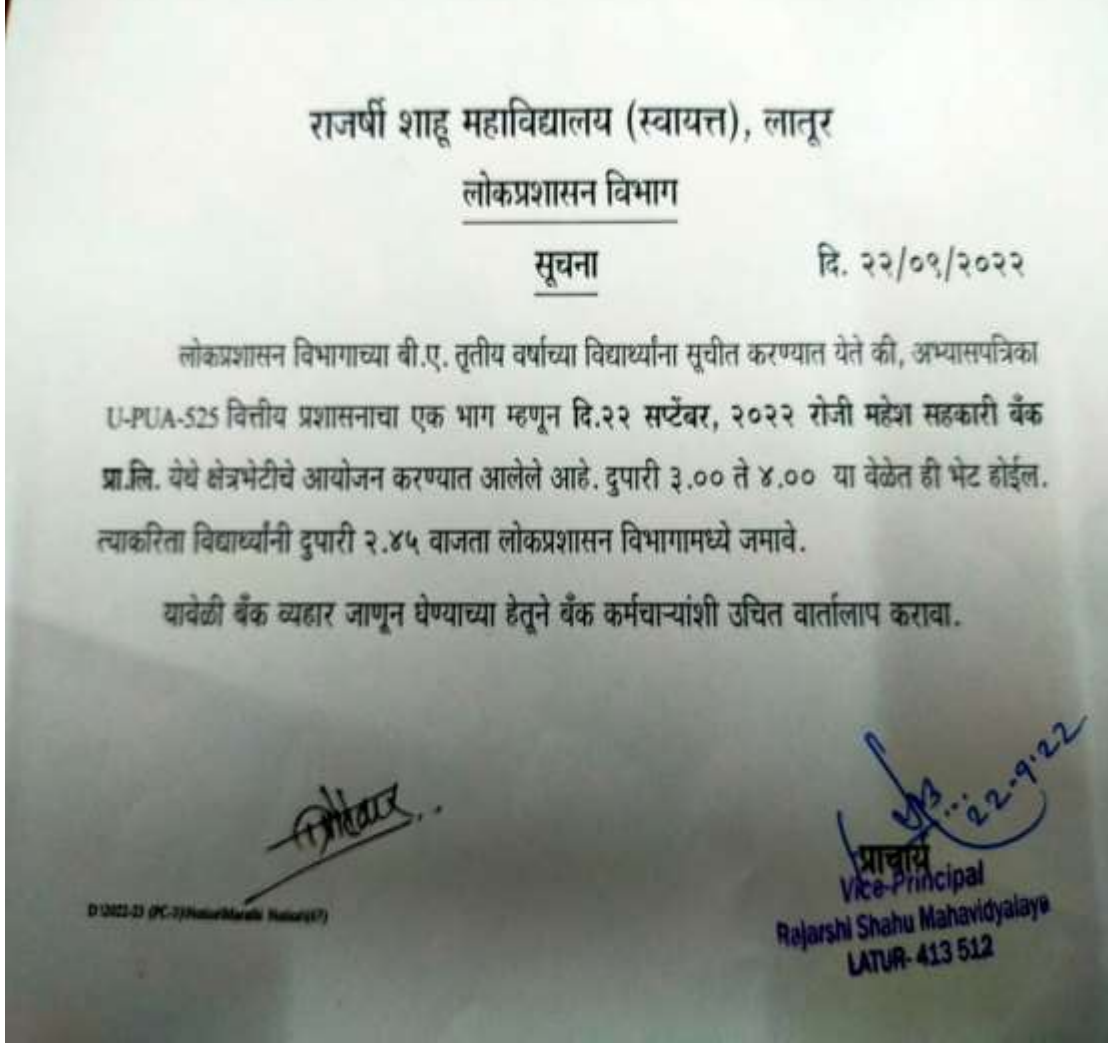 राजर्षी शाहू महाविद्यालय (स्वायत्त), लातूर
लोकप्रशासन विभाग
सूचना दि. २२/०९/२०२२
लोकप्रशासन विभागाच्या बी.ए. तृतीय वर्षाच्या विद्यार्थ्यांना सूचीत करण्यात येते की, अभ्यासपत्रिका
U-PUA-525 वित्तीय प्रशासनाचा एक भाग म्हणून दि.२२ सप्टेंबर, २०२२ रोजी महेश सहकारी बँक
प्रा.लि. येथे क्षेत्रभेटीचे आयोजन करण्यात आलेले आहे. दुपारी ३.०० ते ४.०० या वेळेत ही भेट होईल.
त्याकरिता विद्यार्थ्यांनी दुपारी २.४५ वाजता लोकप्रशासन विभागामध्ये जमावे.
यावेळी बँक व्यहार जाणून घेण्याच्या हेतूने बँक कर्मचाऱ्यांशी उचित वार्तालाप करावा.
22-9-22
प्राचार्य
Vice-Principal
Rajarshi Shahu Mahavidyalaya
LATUR- 413 512